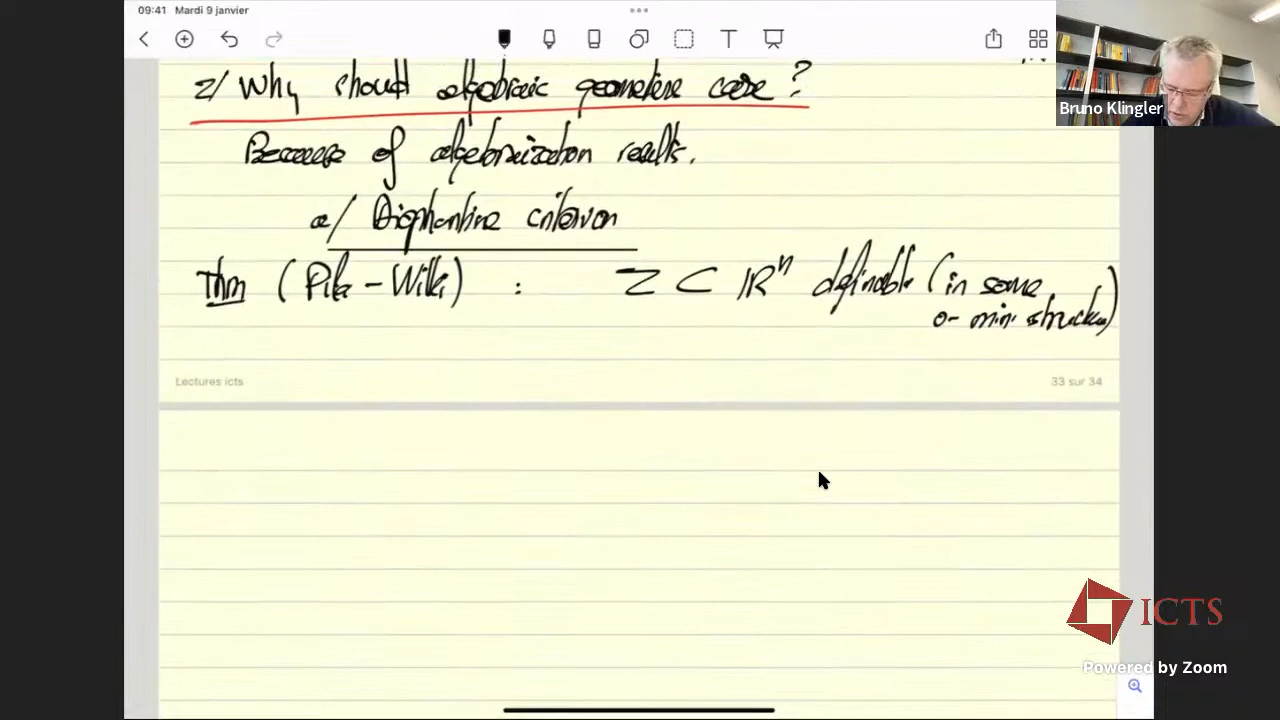 09:41 Mardi 9 janvier
2/ Why should algebraic geometers care ?
Because of algebraization results.
a/ Diophantine criterion
Thm (Pila - Wilkie) : Z ⊂ ℝⁿ definable (in some
o-min. structure)
Lectures icts
33 sur 34
Bruno Klingler
ICTS
Powered by Zoom